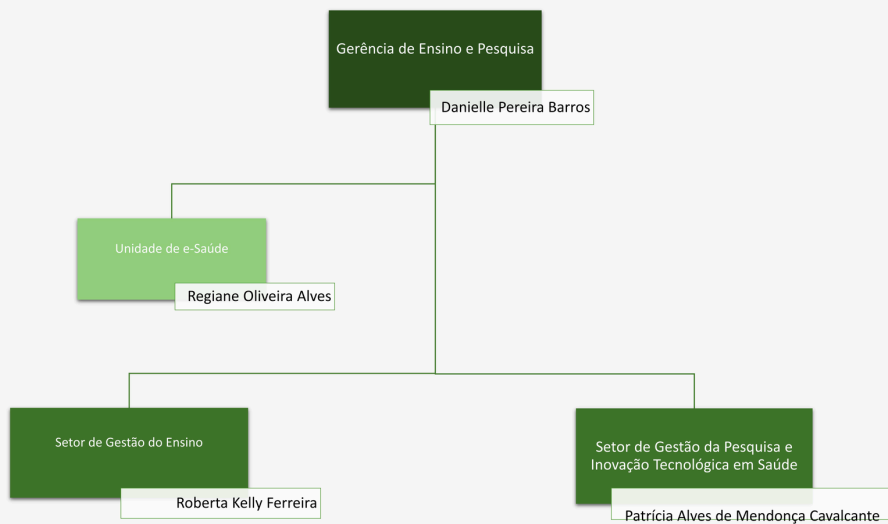 Gerência de Ensino e Pesquisa
Danielle Pereira Barros
Unidade de e-Saúde
Regiane Oliveira Alves
Setor de Gestão do Ensino
Roberta Kelly Ferreira
Setor de Gestão da Pesquisa e
Inovação Tecnológica em Saúde
Patrícia Alves de Mendonça Cavalcante